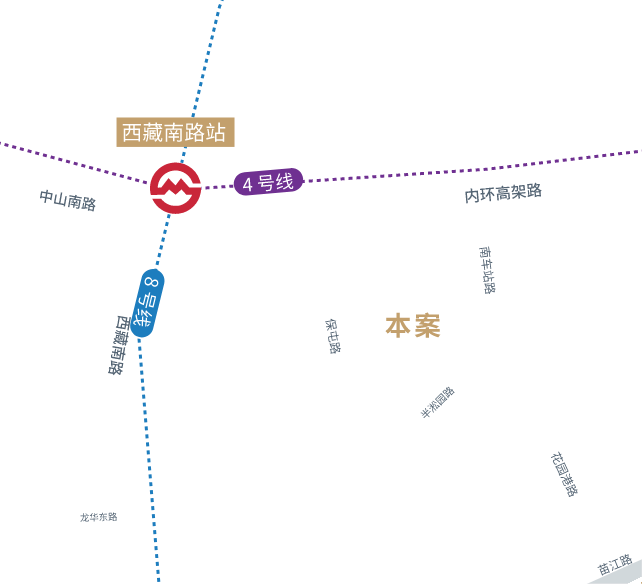 西藏南路站
4号线
中山南路
内环高架路
南车站路
8号线
西藏南路
保屯路
本案
半淞园路
花园港路
龙华东路
苗江路